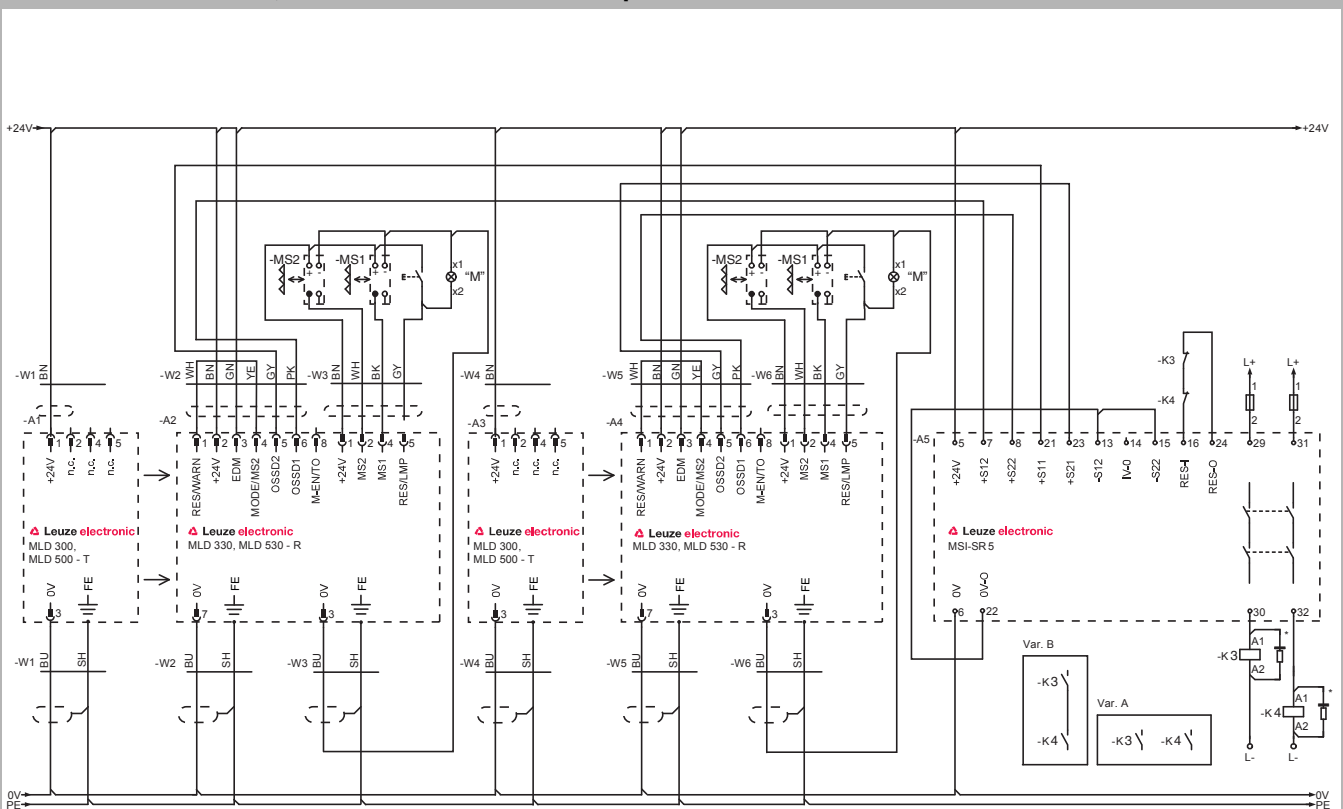 +24V +24V
-MS2 -MS1 + - + - E x1 x2 “M”
-MS2 -MS1 + - + - E x1 x2 “M”
-K3 -K4
L+ L+
1 1
2 2
-W1 BN
-W2 WH BN GN YE GY PK
-W3 BN WH BK GY
-W4 BN
-W5 WH BN GN YE GY PK
-W6 BN WH BK GY
-A1
1 2 4 5
+24V n.c. n.c. n.c.
Leuze electronic
MLD 300,
MLD 500 - T
0V FE
3
-A2
1 2 3 4 5 6 8 1 2 4 5
RES/WARN +24V EDM MODE/MS2 OSSD2 OSSD1 M-EN/TO +24V MS2 MS1 RES/LMP
Leuze electronic
MLD 330, MLD 530 - R
0V FE 0V
7 3
-A3
1 2 4 5
+24V n.c. n.c. n.c.
Leuze electronic
MLD 300,
MLD 500 - T
0V FE
3
-A4
1 2 3 4 5 6 8 1 2 4 5
RES/WARN +24V EDM MODE/MS2 OSSD2 OSSD1 M-EN/TO +24V MS2 MS1 RES/LMP
Leuze electronic
MLD 330, MLD 530 - R
0V FE 0V
7 3
-A5
5 7 8 21 23 13 14 15 16 24 29 31
+24V +S12 +S22 +S11 +S21 -S12 IV-0 -S22 RES-I RES-O
Leuze electronic
MSI-SR5
0V 0V-O
6 22 30 32
-W1 BU SH
-W2 BU SH
-W3 BU SH
-W4 BU SH
-W5 BU SH
-W6 BU SH
Var. B
-K3
-K4
Var. A
-K3 -K4
-K3 A1 A2 *
-K4 A1 A2 *
L- L-
0V 0V
PE PE